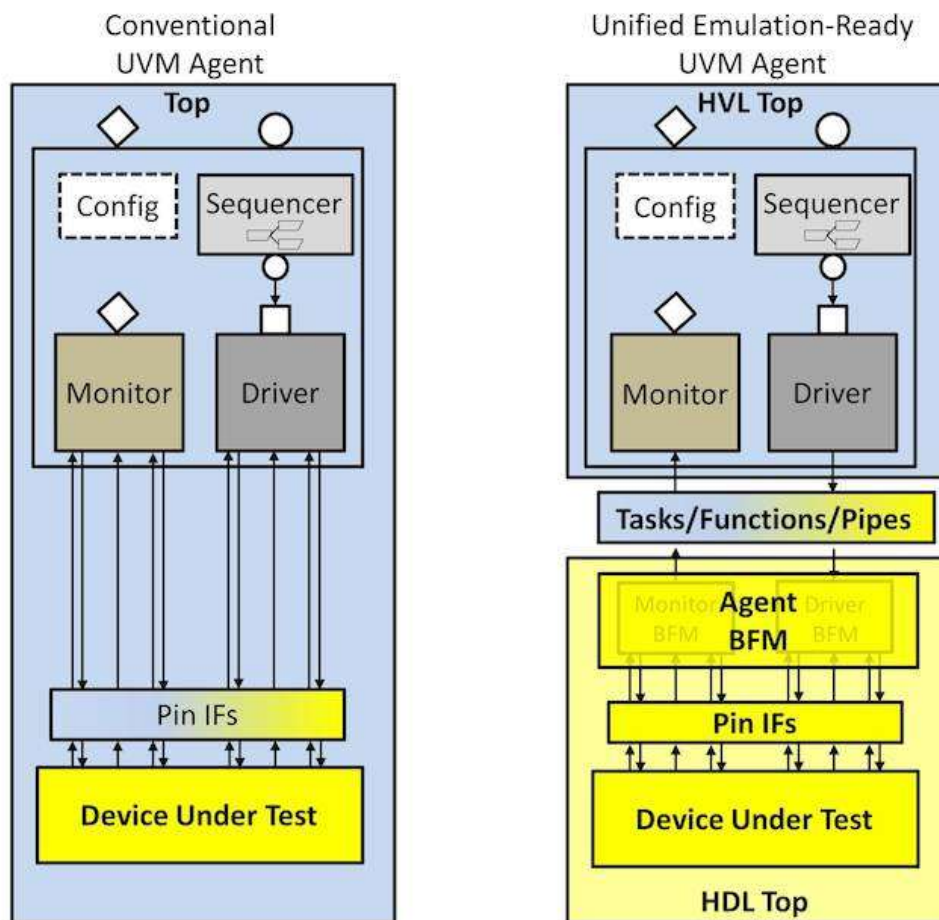 Conventional
UVM Agent
Top
Config
Sequencer
Monitor
Driver
Pin IFs
Device Under Test
Unified Emulation-Ready
UVM Agent
HVL Top
Config
Sequencer
Monitor
Driver
Tasks/Functions/Pipes
Monitor
BFM
Agent
BFM
Driver
BFM
Pin IFs
Device Under Test
HDL Top